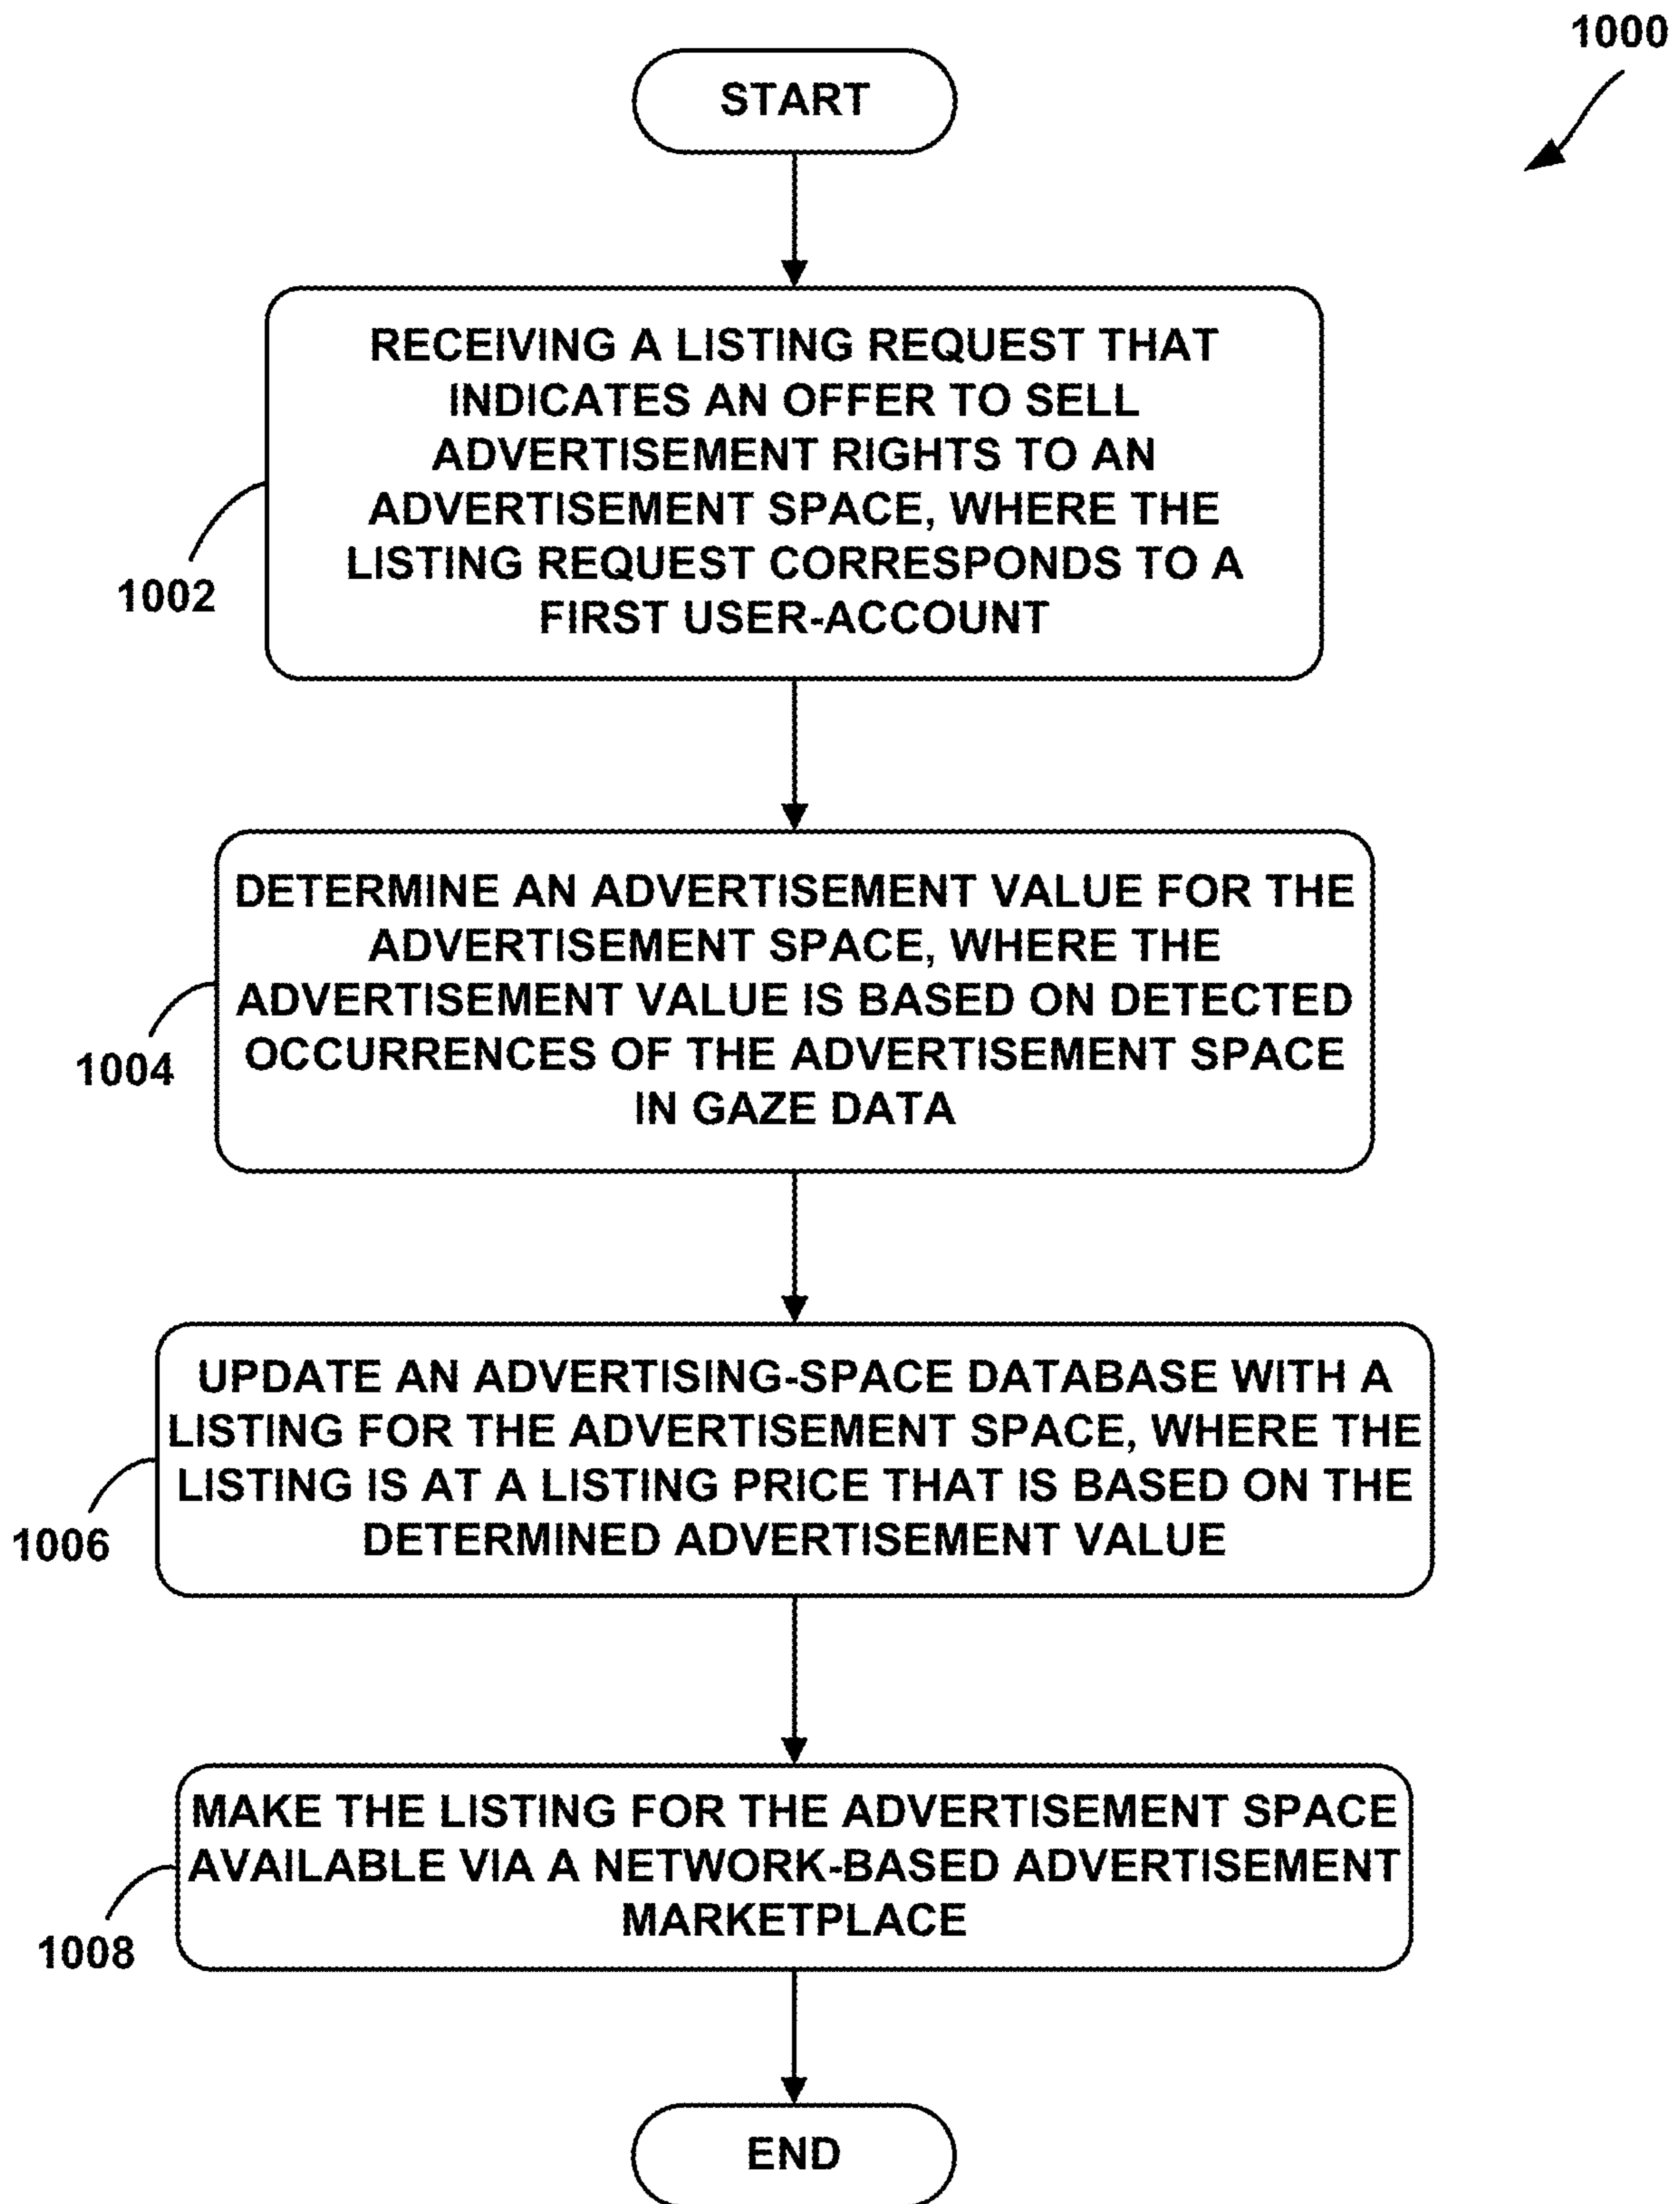 1000
START
RECEIVING A LISTING REQUEST THAT
INDICATES AN OFFER TO SELL
ADVERTISEMENT RIGHTS TO AN
ADVERTISEMENT SPACE, WHERE THE
LISTING REQUEST CORRESPONDS TO A
FIRST USER-ACCOUNT
1002
DETERMINE AN ADVERTISEMENT VALUE FOR THE
ADVERTISEMENT SPACE, WHERE THE
ADVERTISEMENT VALUE IS BASED ON DETECTED
OCCURRENCES OF THE ADVERTISEMENT SPACE
IN GAZE DATA
1004
UPDATE AN ADVERTISING-SPACE DATABASE WITH A
LISTING FOR THE ADVERTISEMENT SPACE, WHERE THE
LISTING IS AT A LISTING PRICE THAT IS BASED ON THE
DETERMINED ADVERTISEMENT VALUE
1006
MAKE THE LISTING FOR THE ADVERTISEMENT SPACE
AVAILABLE VIA A NETWORK-BASED ADVERTISEMENT
MARKETPLACE
1008
END